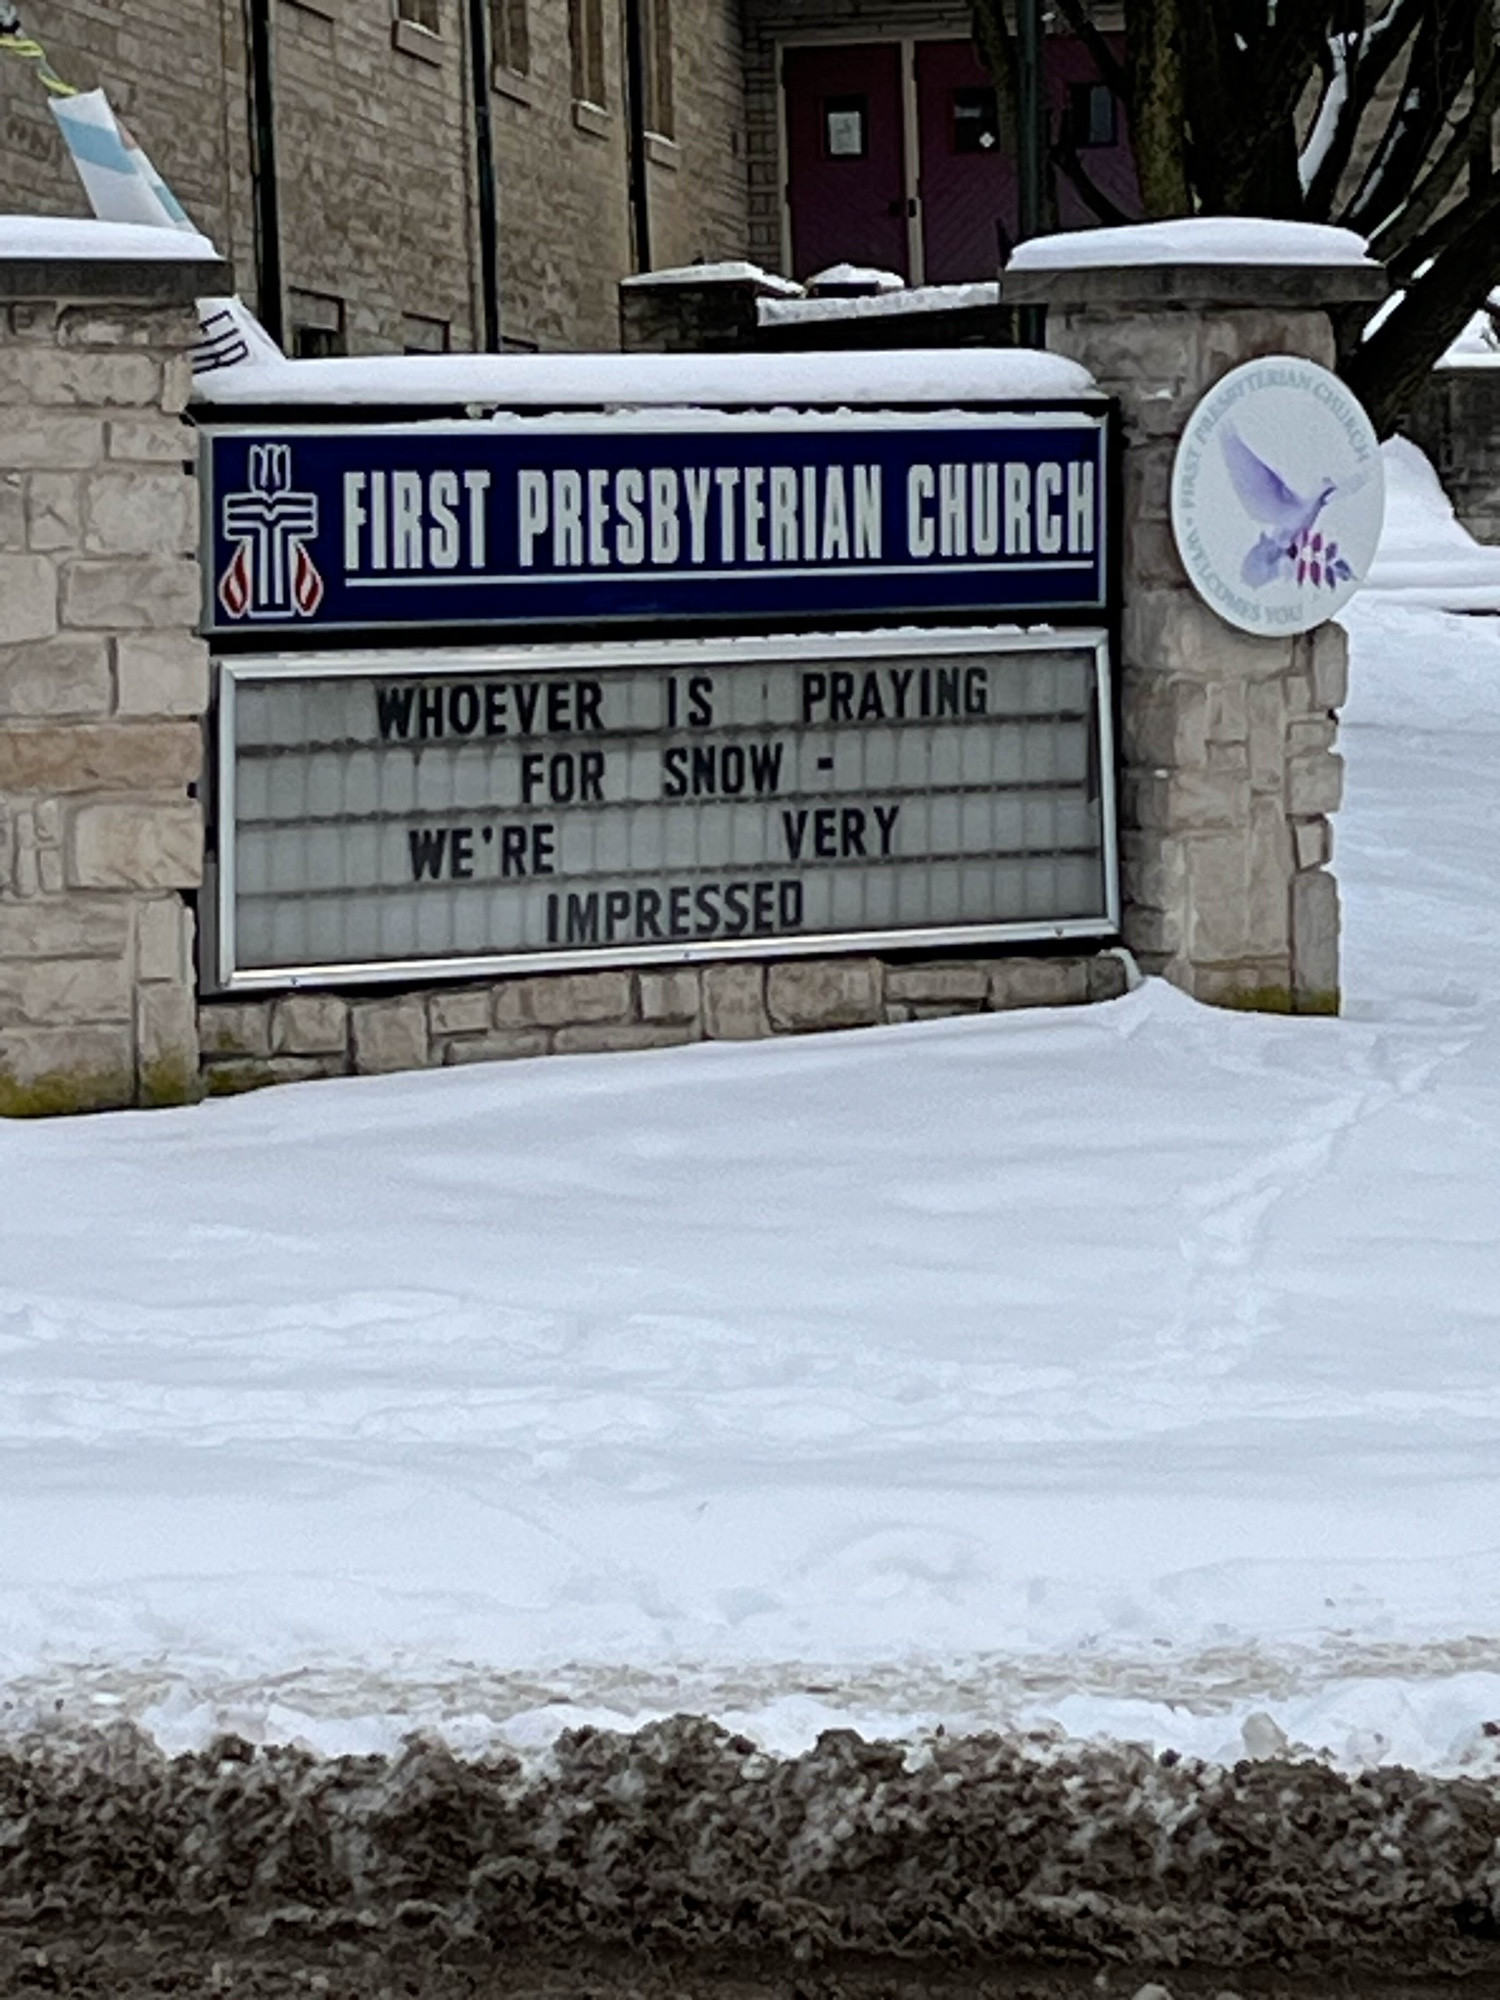 FIRST PRESBYTERIAN CHURCH
WHOEVER IS PRAYING
FOR SNOW -
WE'RE VERY
IMPRESSED
FIRST PRESBYTERIAN CHURCH
WELCOMES YOU